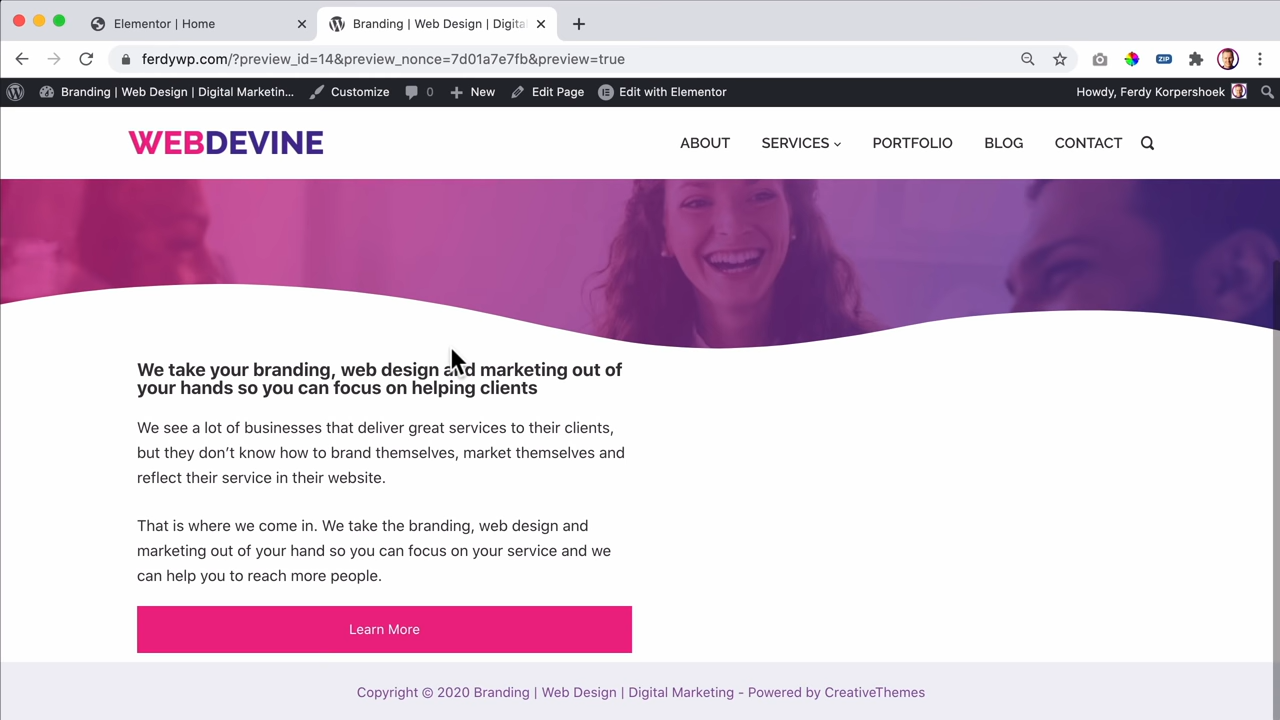 Elementor | Home
Branding | Web Design | Digita
ferdywp.com/?preview_id=14&preview_nonce=7d01a7e7fb&preview=true
ZIP
Branding | Web Design | Digital Marketin... Customize 0 New Edit Page Edit with Elementor Howdy, Ferdy Korpershoek
WEBDEVINE
ABOUT SERVICES PORTFOLIO BLOG CONTACT
We take your branding, web design and marketing out of
your hands so you can focus on helping clients
We see a lot of businesses that deliver great services to their clients,
but they don’t know how to brand themselves, market themselves and
reflect their service in their website.
That is where we come in. We take the branding, web design and
marketing out of your hand so you can focus on your service and we
can help you to reach more people.
Learn More
Copyright © 2020 Branding | Web Design | Digital Marketing - Powered by CreativeThemes